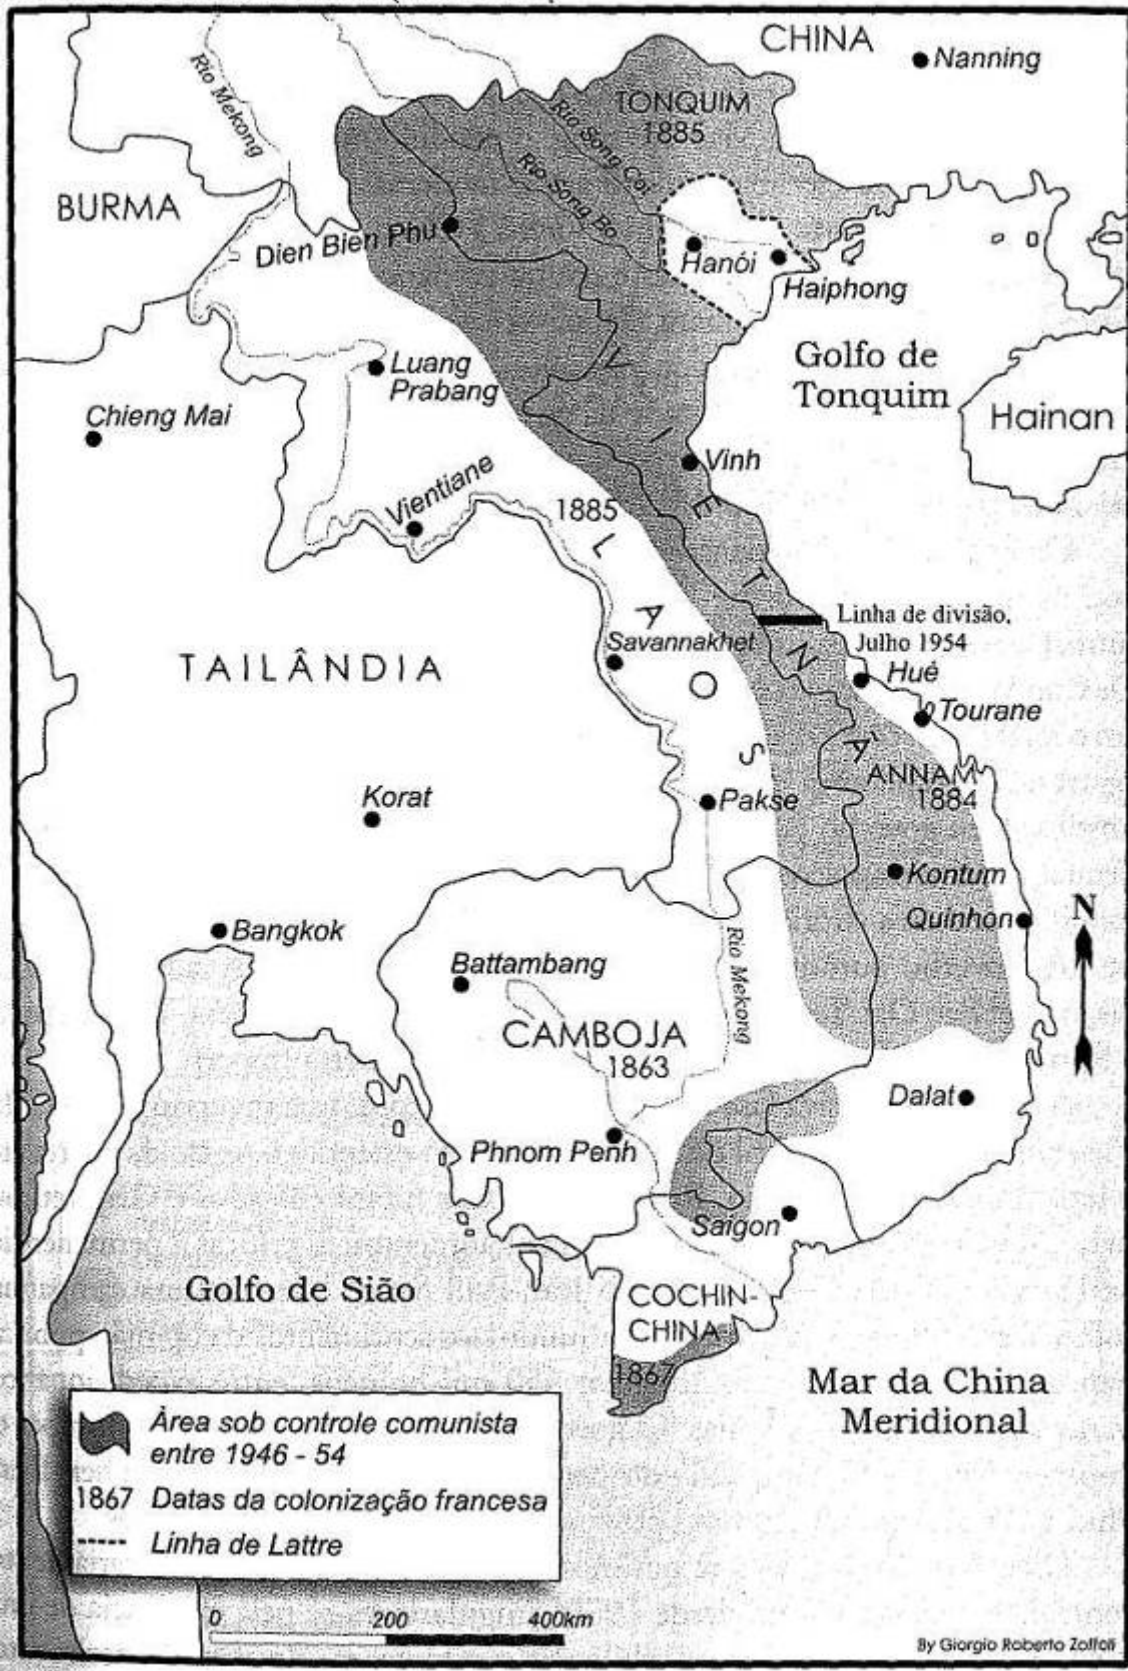 CHINA
Nanning
Rio Mekong
TONQUIM
1885
Rio Song Coi
Rio Song Bo
BURMA
Dien Bien Phu
Hanói
Haiphong
Golfo de
Tonquim
Hainan
Luang
Prabang
Chieng Mai
Vinh
Vientiane
1885
LAOS
VIETNÃ
Linha de divisão,
Julho 1954
Savannakhet
Hué
Tourane
TAILÂNDIA
ANNAM
1884
Korat
Pakse
Kontum
Quinhon
N
Bangkok
Battambang
Rio Mekong
CAMBOJA
1863
Dalat
Phnom Penh
Saigon
Golfo de Sião
COCHIN-
CHINA
1867
Mar da China
Meridional
Área sob controle comunista
entre 1946 - 54
1867 Datas da colonização francesa
Linha de Lattre
0 200 400km
By Giorgio Roberto Zoffoli